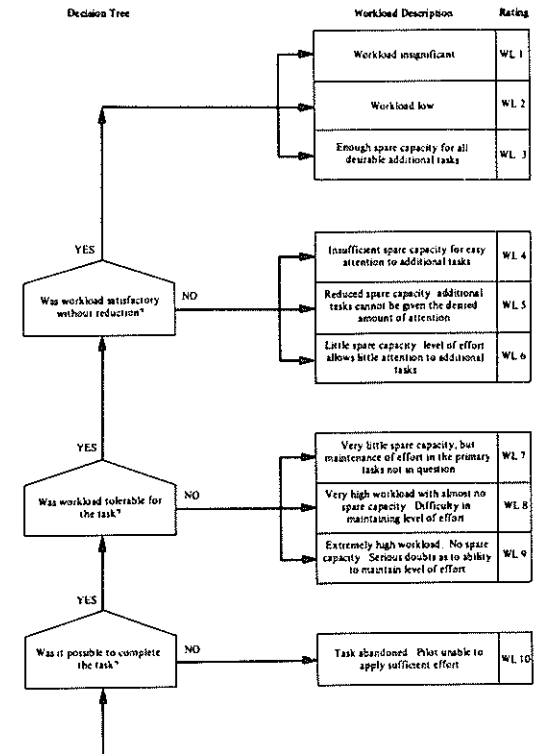 Decision Tree
Workload Description
Rating
Workload insignificant
WL 1
Workload low
WL 2
Enough spare capacity for all
desirable additional tasks
WL 3
YES
Was workload satisfactory
without reduction?
NO
Insufficient spare capacity for easy
attention to additional tasks
WL 4
Reduced spare capacity additional
tasks cannot be given the desired
amount of attention
WL 5
Little spare capacity level of effort
allows little attention to additional
tasks
WL 6
YES
Was workload tolerable for
the task?
NO
Very little spare capacity, but
maintenance of effort in the primary
tasks not in question
WL 7
Very high workload with almost no
spare capacity Difficulty in
maintaining level of effort
WL 8
Extremely high workload. No spare
capacity Serious doubts as to ability
to maintain level of effort
WL 9
YES
Was it possible to complete
the task?
NO
Task abandoned Pilot unable to
apply sufficient effort
WL 10